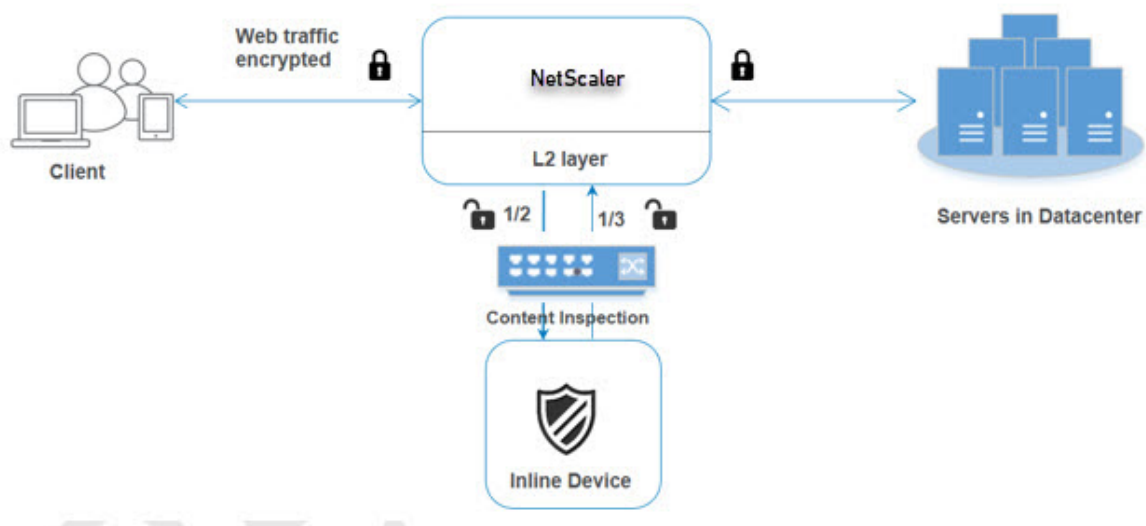 Web traffic
encrypted
NetScaler
L2 layer
Client
1/2
1/3
Servers in Datacenter
Content Inspection
Inline Device